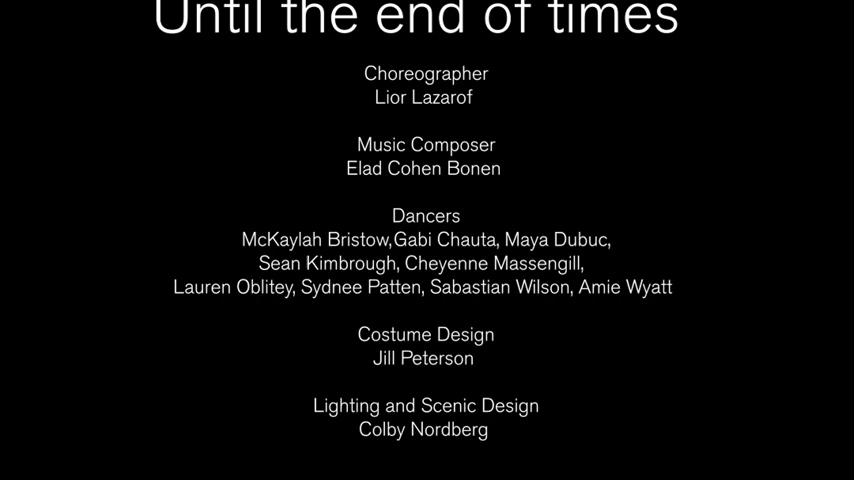 Until the end of times
Choreographer
Lior Lazarof
Music Composer
Elad Cohen Bonen
Dancers
McKaylah Bristow,Gabi Chauta, Maya Dubuc,
Sean Kimbrough, Cheyenne Massengill,
Lauren Oblitey, Sydnee Patten, Sabastian Wilson, Amie Wyatt
Costume Design
Jill Peterson
Lighting and Scenic Design
Colby Nordberg